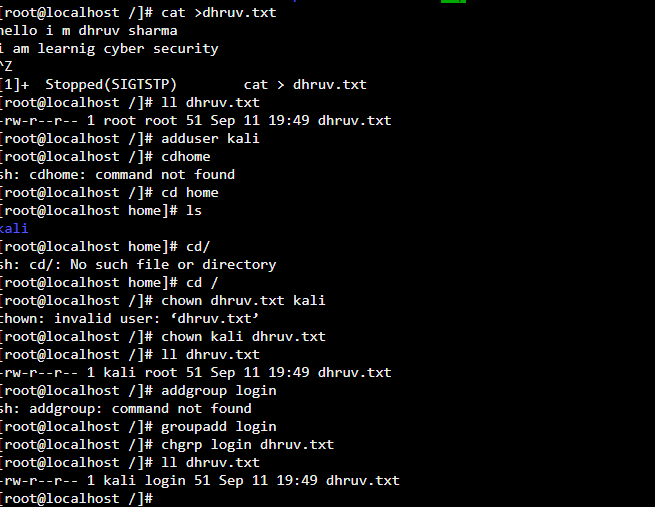 [root@localhost /]# cat >dhruv.txt
hello i m dhruv sharma
i am learnig cyber security
^Z
[1]+  Stopped(SIGTSTP)        cat > dhruv.txt
[root@localhost /]# ll dhruv.txt
-rw-r--r-- 1 root root 51 Sep 11 19:49 dhruv.txt
[root@localhost /]# adduser kali
[root@localhost /]# cdhome
sh: cdhome: command not found
[root@localhost /]# cd home
[root@localhost home]# ls
kali
[root@localhost home]# cd/
sh: cd/: No such file or directory
[root@localhost home]# cd /
[root@localhost /]# chown dhruv.txt kali
chown: invalid user: ‘dhruv.txt’
[root@localhost /]# chown kali dhruv.txt
[root@localhost /]# ll dhruv.txt
-rw-r--r-- 1 kali root 51 Sep 11 19:49 dhruv.txt
[root@localhost /]# addgroup login
sh: addgroup: command not found
[root@localhost /]# groupadd login
[root@localhost /]# chgrp login dhruv.txt
[root@localhost /]# ll dhruv.txt
-rw-r--r-- 1 kali login 51 Sep 11 19:49 dhruv.txt
[root@localhost /]#